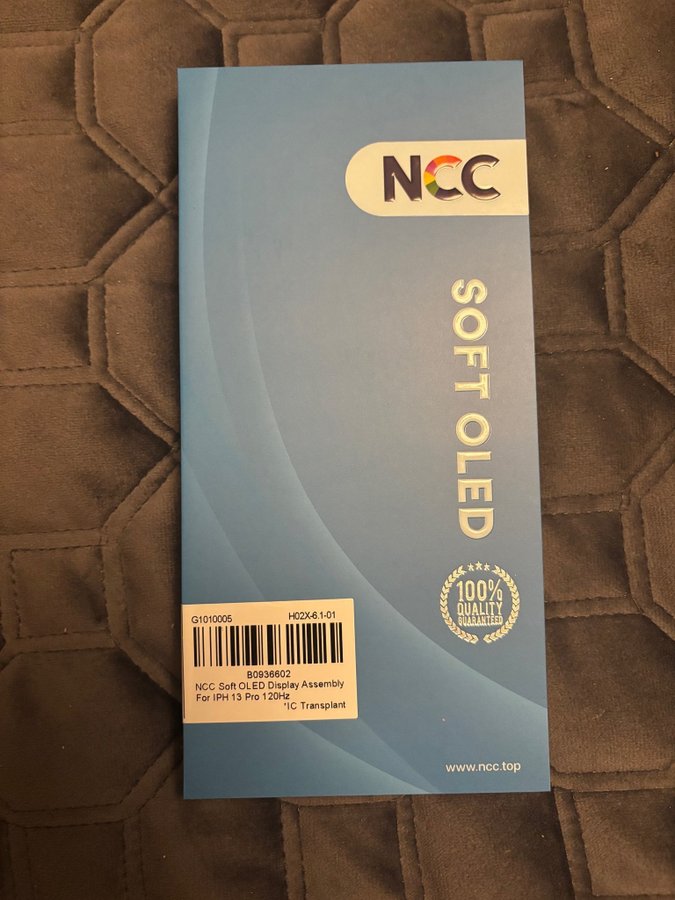 NCC
SOFT OLED
100%
QUALITY
GUARANTEED
G1010005 H02X-6.1-01
B0936602
NCC Soft OLED Display Assembly
For IPH 13 Pro 120Hz
*IC Transplant
www.ncc.top